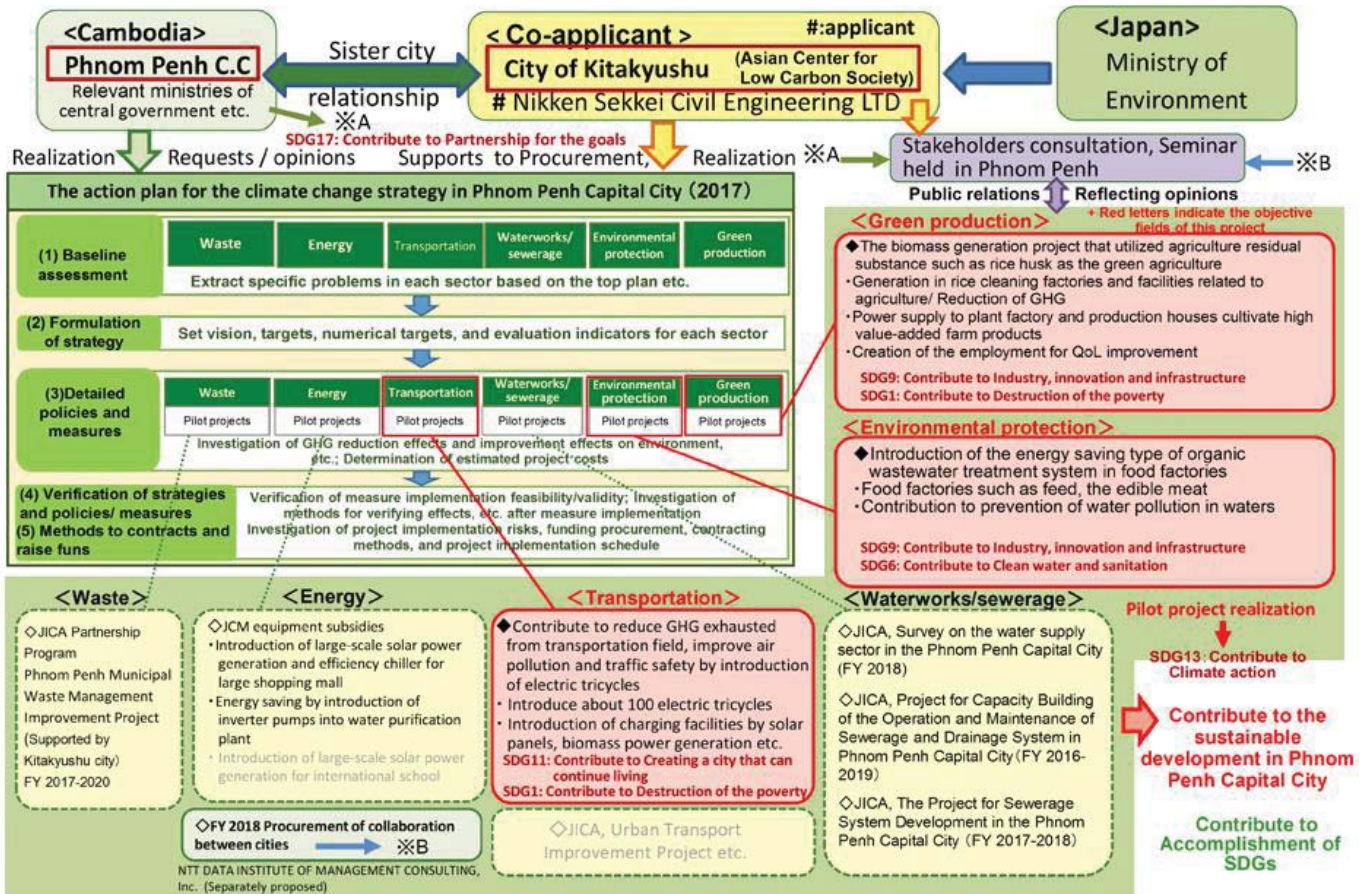 <Cambodia>
Phnom Penh C.C
Relevant ministries of
central government etc.
Sister city
relationship
※A
SDG17: Contribute to Partnership for the goals
< Co-applicant >
#:applicant
City of Kitakyushu
(Asian Center for
Low Carbon Society)
# Nikken Sekkei Civil Engineering LTD
<Japan>
Ministry of
Environment
Realization
Requests / opinions
Supports to Procurement,
Realization
※A
Stakeholders consultation, Seminar
held in Phnom Penh
※B
Public relations
Reflecting opinions
The action plan for the climate change strategy in Phnom Penh Capital City (2017)
(1) Baseline
assessment
Waste
Energy
Transportation
Waterworks/
sewerage
Environmental
protection
Green
production
Extract specific problems in each sector based on the top plan etc.
(2) Formulation
of strategy
Set vision, targets, numerical targets, and evaluation indicators for each sector
(3)Detailed
policies and
measures
Waste
Energy
Transportation
Waterworks/
sewerage
Environmental
protection
Green
production
Pilot projects
Pilot projects
Pilot projects
Pilot projects
Pilot projects
Pilot projects
Investigation of GHG reduction effects and improvement effects on environment,
etc.; Determination of estimated project costs
(4) Verification of strategies
and policies/ measures
(5) Methods to contracts and
raise funs
Verification of measure implementation feasibility/validity; Investigation of
methods for verifying effects, etc. after measure implementation
Investigation of project implementation risks, funding procurement, contracting
methods, and project implementation schedule
<Green production>
+ Red letters indicate the objective
fields of this project
◆The biomass generation project that utilized agriculture residual
substance such as rice husk as the green agriculture
・Generation in rice cleaning factories and facilities related to
agriculture/ Reduction of GHG
・Power supply to plant factory and production houses cultivate high
value-added farm products
・Creation of the employment for QoL improvement
SDG9: Contribute to Industry, innovation and infrastructure
SDG1: Contribute to Destruction of the poverty
<Environmental protection>
◆Introduction of the energy saving type of organic
wastewater treatment system in food factories
・Food factories such as feed, the edible meat
・Contribution to prevention of water pollution in waters
SDG9: Contribute to Industry, innovation and infrastructure
SDG6: Contribute to Clean water and sanitation
<Waste>
◇JICA Partnership
Program
Phnom Penh Municipal
Waste Management
Improvement Project
(Supported by
Kitakyushu city)
FY 2017-2020
<Energy>
◇JCM equipment subsidies
・Introduction of large-scale solar power
generation and efficiency chiller for
large shopping mall
・Energy saving by introduction of
inverter pumps into water purification
plant
・Introduction of large-scale solar power
generation for international school
◇FY 2018 Procurement of collaboration
between cities
※B
NTT DATA INSTITUTE OF MANAGEMENT CONSULTING,
Inc. (Separately proposed)
<Transportation>
◆Contribute to reduce GHG exhausted
from transportation field, improve air
pollution and traffic safety by introduction
of electric tricycles
・Introduce about 100 electric tricycles
・Introduction of charging facilities by solar
panels, biomass power generation etc.
SDG11: Contribute to Creating a city that can
continue living
SDG1: Contribute to Destruction of the poverty
◇JICA, Urban Transport
Improvement Project etc.
<Waterworks/sewerage>
◇JICA, Survey on the water supply
sector in the Phnom Penh Capital City
(FY 2018)
◇JICA, Project for Capacity Building
of the Operation and Maintenance of
Sewerage and Drainage System in
Phnom Penh Capital City(FY 2016-
2019)
◇JICA, The Project for Sewerage
System Development in the Phnom
Penh Capital City (FY 2017-2018)
Pilot project realization
SDG13: Contribute to
Climate action
Contribute to the
sustainable
development in Phnom
Penh Capital City
Contribute to
Accomplishment of
SDGs